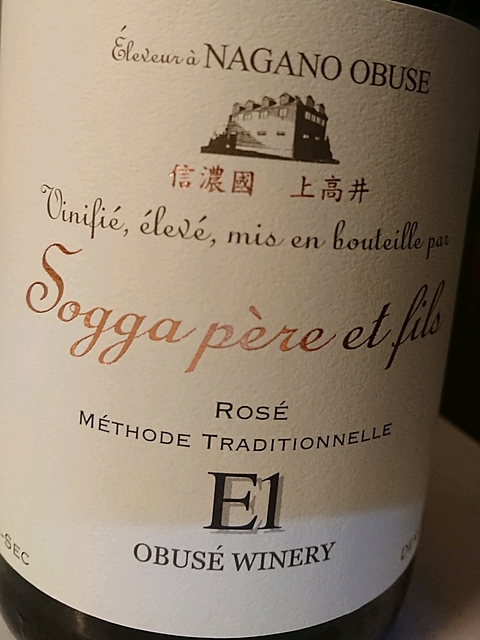 Éleveur à NAGANO OBUSE
信濃國 上高井
Vinifié, élevé, mis en bouteille par
Sogga père et fils
ROSÉ
MÉTHODE TRADITIONNELLE
E1
-SEC
OBUSÉ WINERY